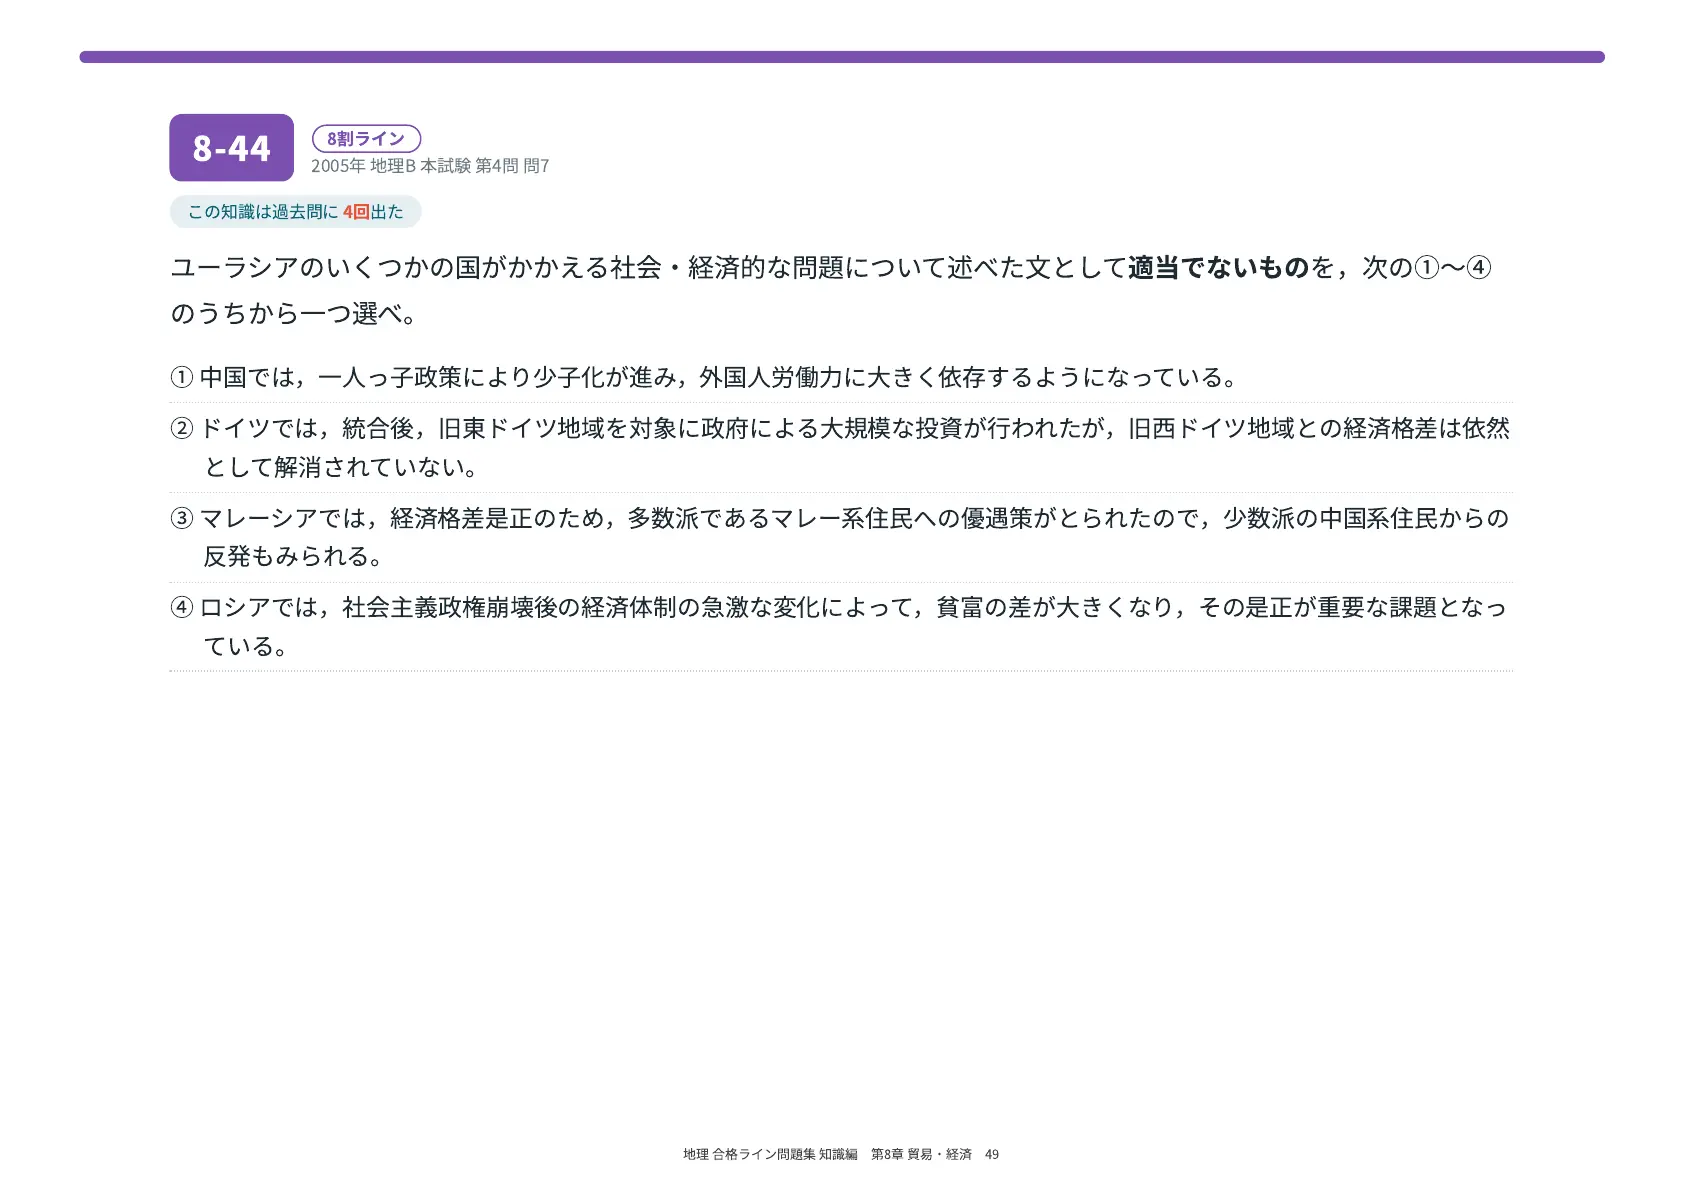 8-44
8割ライン
2005年 地理B 本試験 第4問 問7
この知識は過去問に 4回出た
ユーラシアのいくつかの国がかかえる社会・経済的な問題について述べた文として適当でないものを，次の①〜④
のうちから一つ選べ。
① 中国では，一人っ子政策により少子化が進み，外国人労働力に大きく依存するようになっている。
② ドイツでは，統合後，旧東ドイツ地域を対象に政府による大規模な投資が行われたが，旧西ドイツ地域との経済格差は依然
として解消されていない。
③ マレーシアでは，経済格差是正のため，多数派であるマレー系住民への優遇策がとられたので，少数派の中国系住民からの
反発もみられる。
④ ロシアでは，社会主義政権崩壊後の経済体制の急激な変化によって，貧富の差が大きくなり，その是正が重要な課題となっ
ている。
地理 合格ライン問題集 知識編　第8章 貿易・経済　49